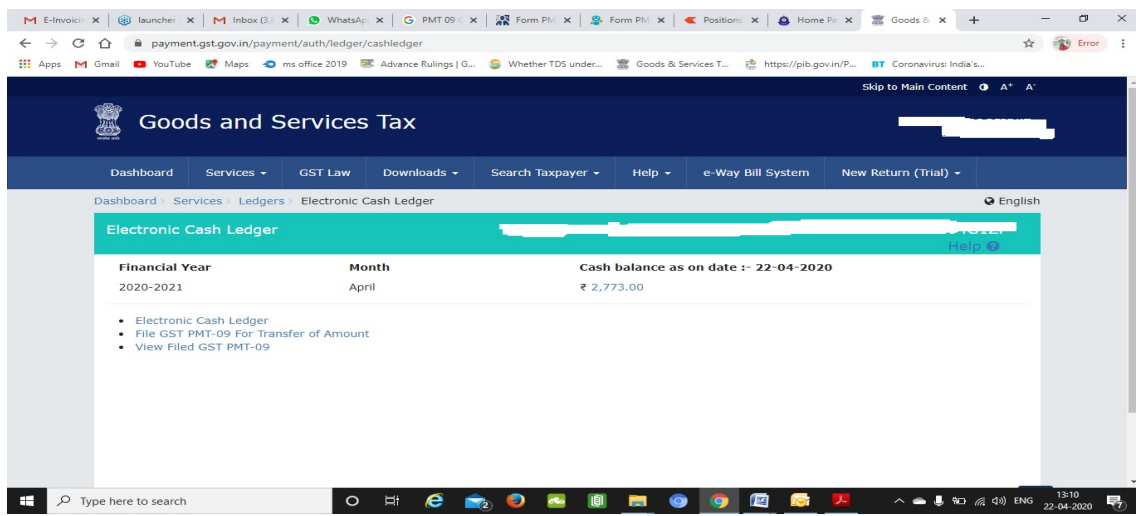 E-Invoicin
launcher
M Inbox (3,
WhatsAp
PMT 09
Form PM
Form PM
Positions
Home Pa
Goods &
payment.gst.gov.in/payment/auth/ledger/cashledger
Error
Apps Gmail YouTube Maps ms office 2019 Advance Rulings | G... Whether TDS under... Goods & Services T... https://pib.gov.in/P... BT Coronavirus: India's...
Skip to Main Content A+ A-
Goods and Services Tax
Dashboard Services GST Law Downloads Search Taxpayer Help e-Way Bill System New Return (Trial)
Dashboard > Services > Ledgers > Electronic Cash Ledger English
Electronic Cash Ledger
Help
Financial Year Month Cash balance as on date :- 22-04-2020
2020-2021 April ₹ 2,773.00
• Electronic Cash Ledger
• File GST PMT-09 For Transfer of Amount
• View Filed GST PMT-09
Type here to search
ENG 13:10
22-04-2020